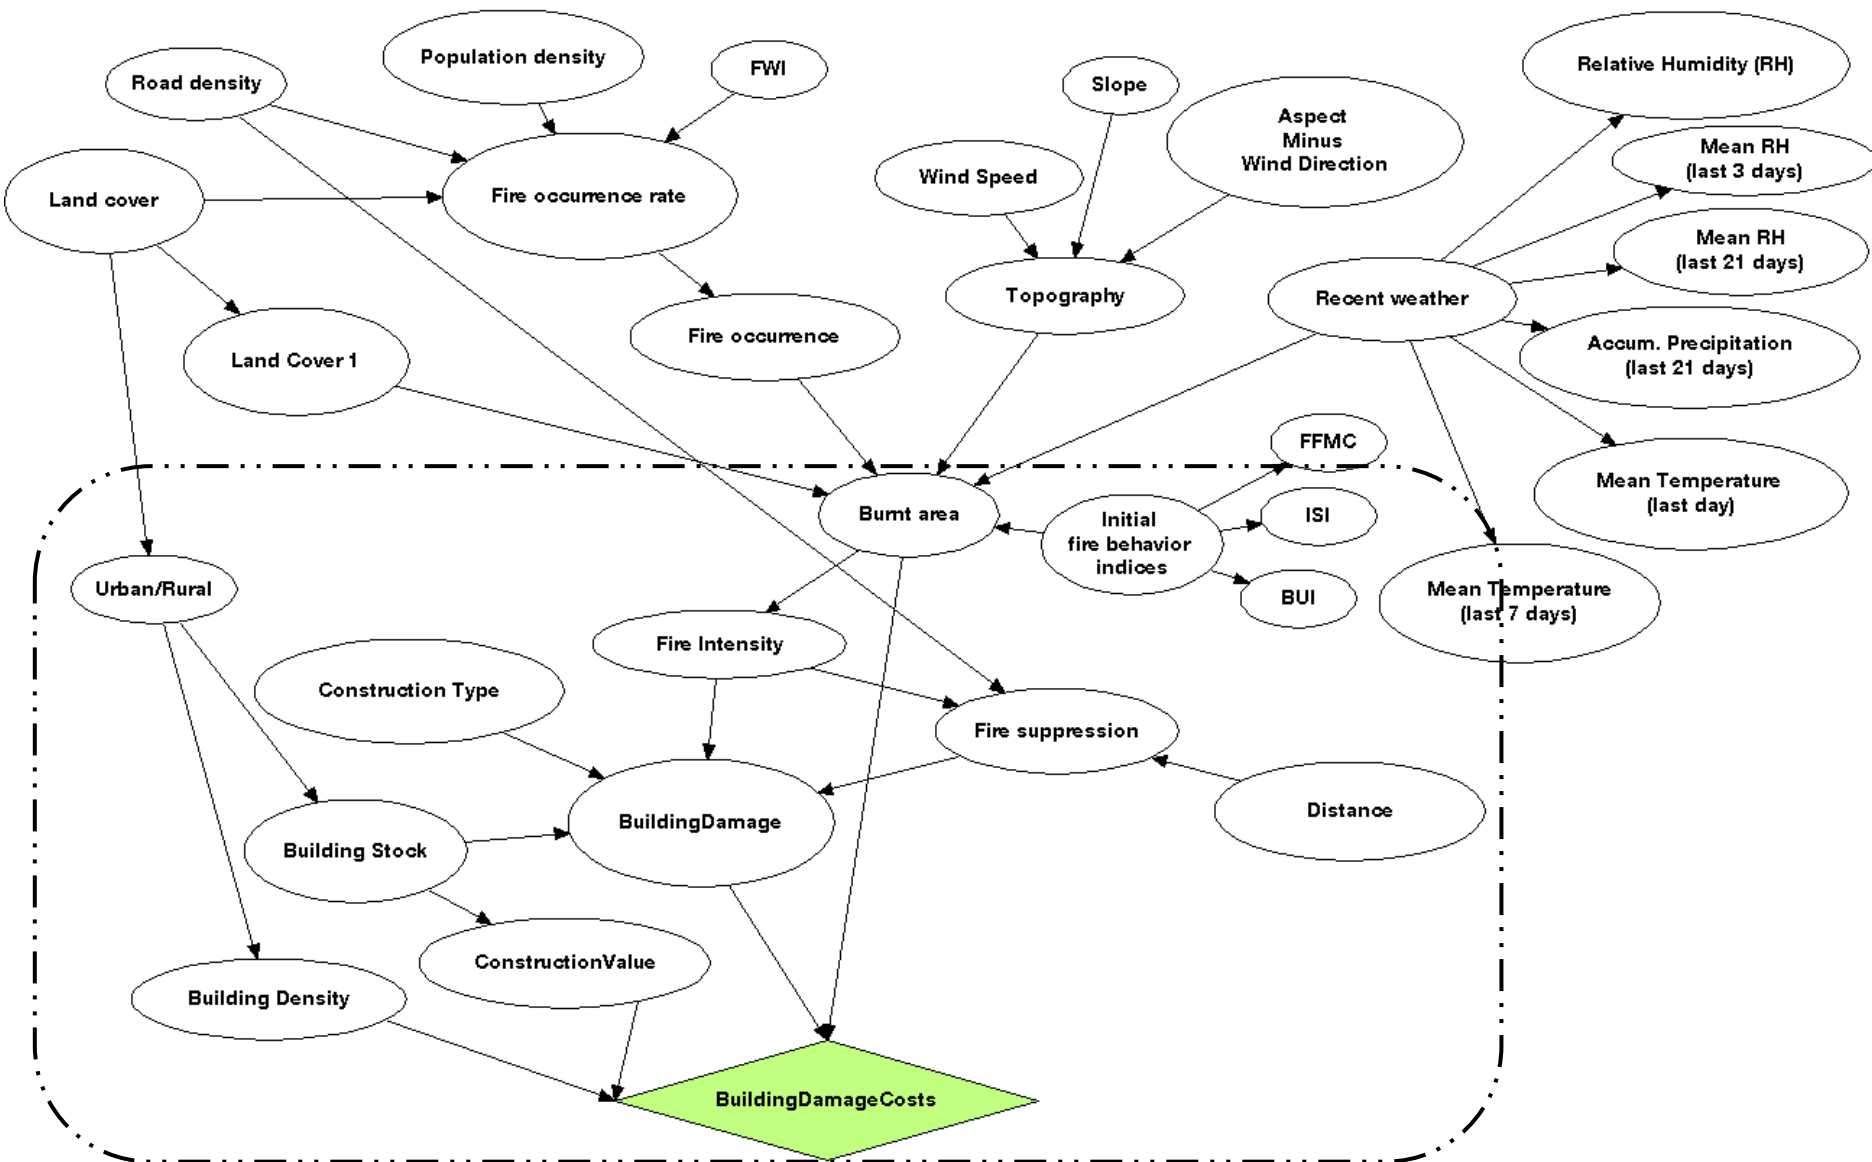 Population density
FWI
Road density
Slope
Relative Humidity (RH)
Aspect
Minus
Wind Direction
Mean RH
(last 3 days)
Wind Speed
Land cover
Fire occurrence rate
Mean RH
(last 21 days)
Topography
Recent weather
Fire occurrence
Accum. Precipitation
(last 21 days)
Land Cover 1
FFMC
Mean Temperature
(last day)
Burnt area
Initial
fire behavior
indices
ISI
BUI
Urban/Rural
Mean Temperature
(last 7 days)
Fire Intensity
Construction Type
Fire suppression
Distance
BuildingDamage
Building Stock
ConstructionValue
Building Density
BuildingDamageCosts